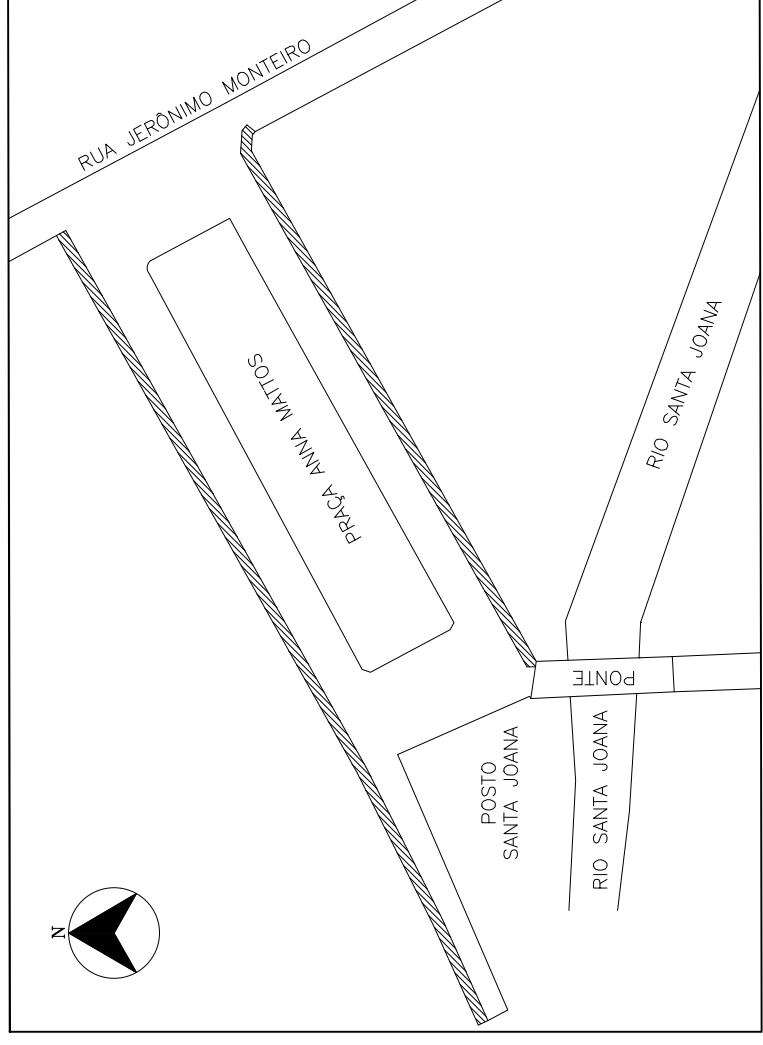 RUA JERÔNIMO MONTEIRO
PRAÇA ANNA MATTOS
RIO SANTA JOANA
PONTE
POSTO
SANTA JOANA
RIO SANTA JOANA
N